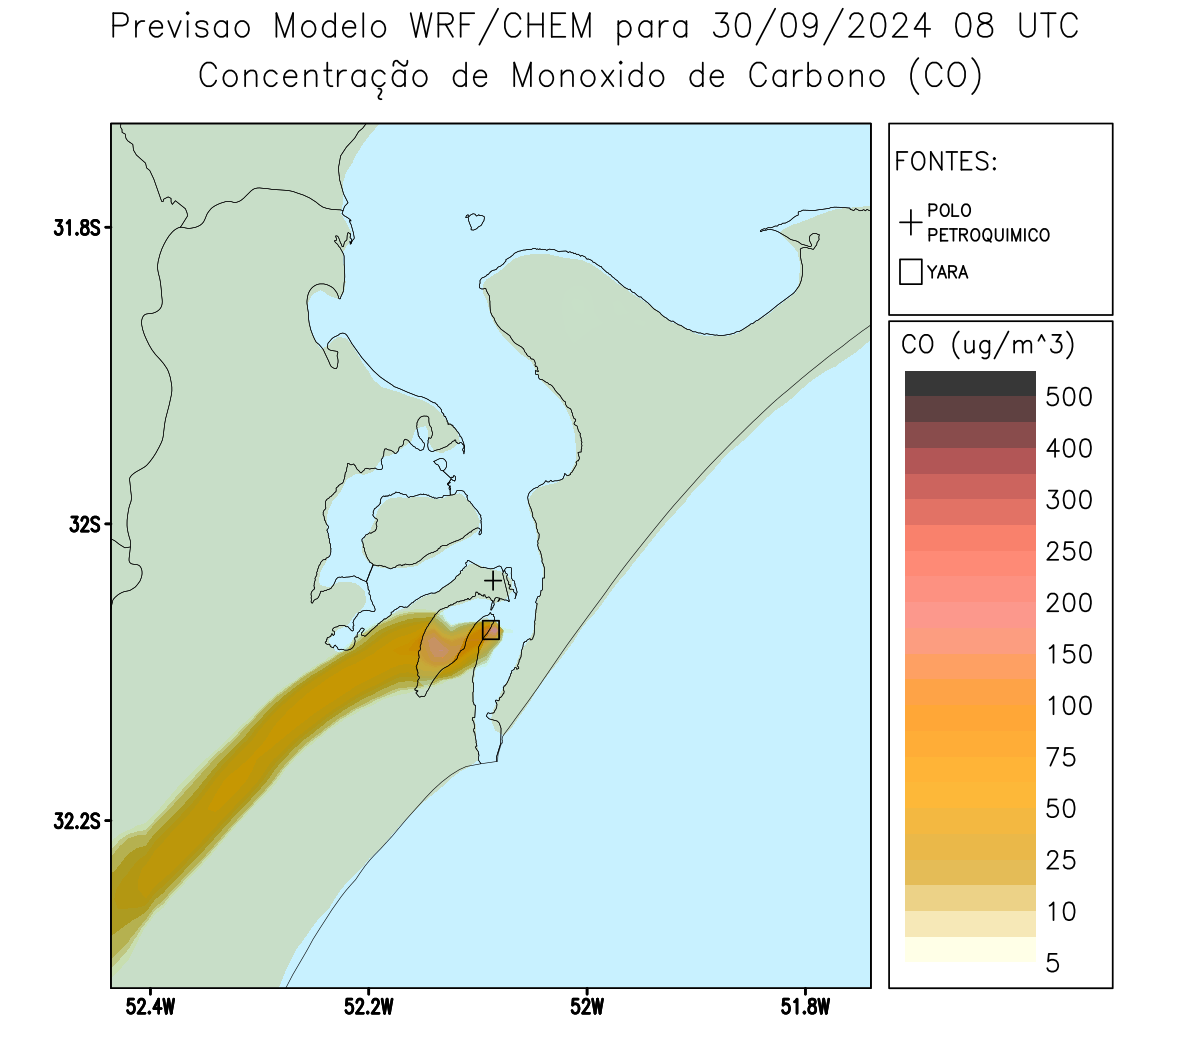 Previsao Modelo WRF/CHEM para 30/09/2024 08 UTC
Concentração de Monoxido de Carbono (CO)
FONTES:
POLO
PETROQUIMICO
YARA
CO (ug/m^3)
500
400
300
250
200
150
100
75
50
25
10
5
31.8S
32S
32.2S
52.4W
52.2W
52W
51.8W